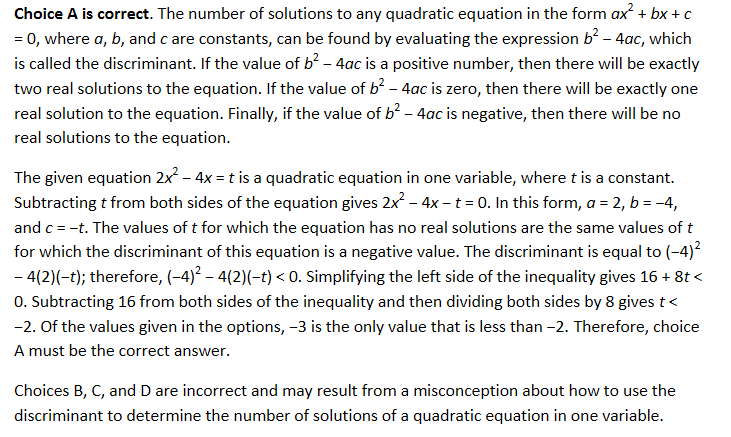 Choice A is correct. The number of solutions to any quadratic equation in the form ax² + bx + c
= 0, where a, b, and c are constants, can be found by evaluating the expression b² – 4ac, which
is called the discriminant. If the value of b² – 4ac is a positive number, then there will be exactly
two real solutions to the equation. If the value of b² – 4ac is zero, then there will be exactly one
real solution to the equation. Finally, if the value of b² – 4ac is negative, then there will be no
real solutions to the equation.
The given equation 2x² – 4x = t is a quadratic equation in one variable, where t is a constant.
Subtracting t from both sides of the equation gives 2x² – 4x – t = 0. In this form, a = 2, b = –4,
and c = –t. The values of t for which the equation has no real solutions are the same values of t
for which the discriminant of this equation is a negative value. The discriminant is equal to (–4)²
– 4(2)(–t); therefore, (–4)² – 4(2)(–t) < 0. Simplifying the left side of the inequality gives 16 + 8t <
0. Subtracting 16 from both sides of the inequality and then dividing both sides by 8 gives t <
–2. Of the values given in the options, –3 is the only value that is less than –2. Therefore, choice
A must be the correct answer.
Choices B, C, and D are incorrect and may result from a misconception about how to use the
discriminant to determine the number of solutions of a quadratic equation in one variable.